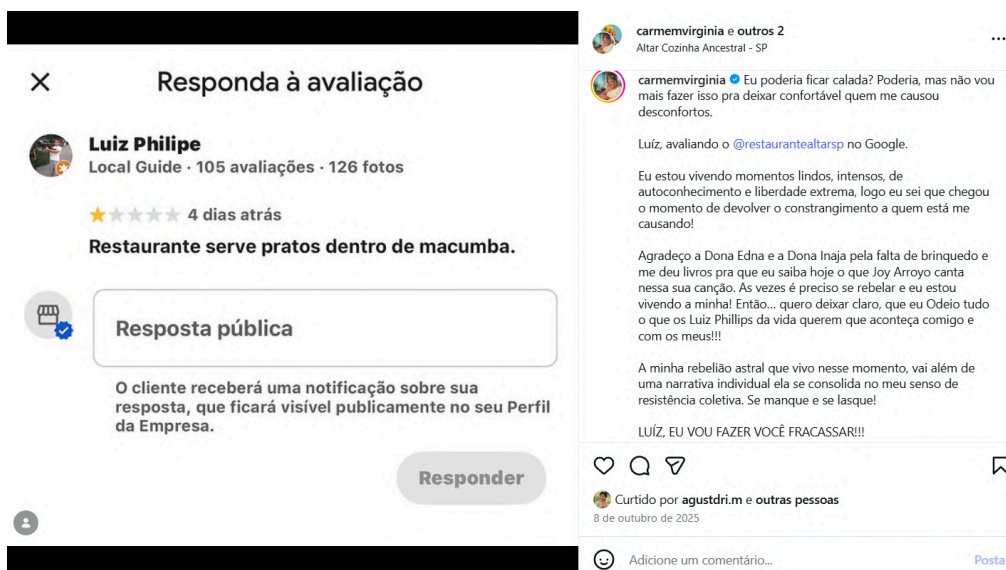 Responda à avaliação
Luiz Philipe
Local Guide · 105 avaliações · 126 fotos
4 dias atrás
Restaurante serve pratos dentro de macumba.
Resposta pública
O cliente receberá uma notificação sobre sua
resposta, que ficará visível publicamente no seu Perfil
da Empresa.
Responder
carmemvirginia e outros 2
Altar Cozinha Ancestral - SP
carmemvirginia Eu poderia ficar calada? Poderia, mas não vou
mais fazer isso pra deixar confortável quem me causou
desconfortos.
Luíz, avaliando o @restaurantealtarsp no Google.
Eu estou vivendo momentos lindos, intensos, de
autoconhecimento e liberdade extrema, logo eu sei que chegou
o momento de devolver o constrangimento a quem está me
causando!
Agradeço a Dona Edna e a Dona Inaja pela falta de brinquedo e
me deu livros pra que eu saiba hoje o que Joy Arroyo canta
nessa sua canção. As vezes é preciso se rebelar e eu estou
vivendo a minha! Então... quero deixar claro, que eu Odeio tudo
o que os Luiz Phillips da vida querem que aconteça comigo e
com os meus!!!
A minha rebelião astral que vivo nesse momento, vai além de
uma narrativa individual ela se consolida no meu senso de
resistência coletiva. Se manque e se lasque!
LUÍZ, EU VOU FAZER VOCÊ FRACASSAR!!!
Curtido por agustdri.m e outras pessoas
8 de outubro de 2025
Adicione um comentário...
Posta